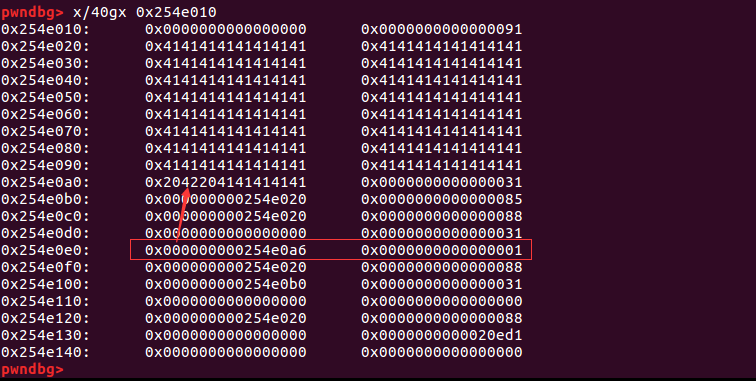 pwndbg> x/40gx 0x254e010
0x254e010: 0x0000000000000000 0x0000000000000091
0x254e020: 0x4141414141414141 0x4141414141414141
0x254e030: 0x4141414141414141 0x4141414141414141
0x254e040: 0x4141414141414141 0x4141414141414141
0x254e050: 0x4141414141414141 0x4141414141414141
0x254e060: 0x4141414141414141 0x4141414141414141
0x254e070: 0x4141414141414141 0x4141414141414141
0x254e080: 0x4141414141414141 0x4141414141414141
0x254e090: 0x4141414141414141 0x4141414141414141
0x254e0a0: 0x2042204141414141 0x0000000000000031
0x254e0b0: 0x000000000254e020 0x0000000000000085
0x254e0c0: 0x000000000254e020 0x0000000000000088
0x254e0d0: 0x0000000000000000 0x0000000000000031
0x254e0e0: 0x000000000254e0a6 0x0000000000000001
0x254e0f0: 0x000000000254e020 0x0000000000000088
0x254e100: 0x000000000254e0b0 0x0000000000000031
0x254e110: 0x0000000000000000 0x0000000000000000
0x254e120: 0x000000000254e020 0x0000000000000088
0x254e130: 0x0000000000000000 0x0000000000020ed1
0x254e140: 0x0000000000000000 0x0000000000000000
pwndbg>